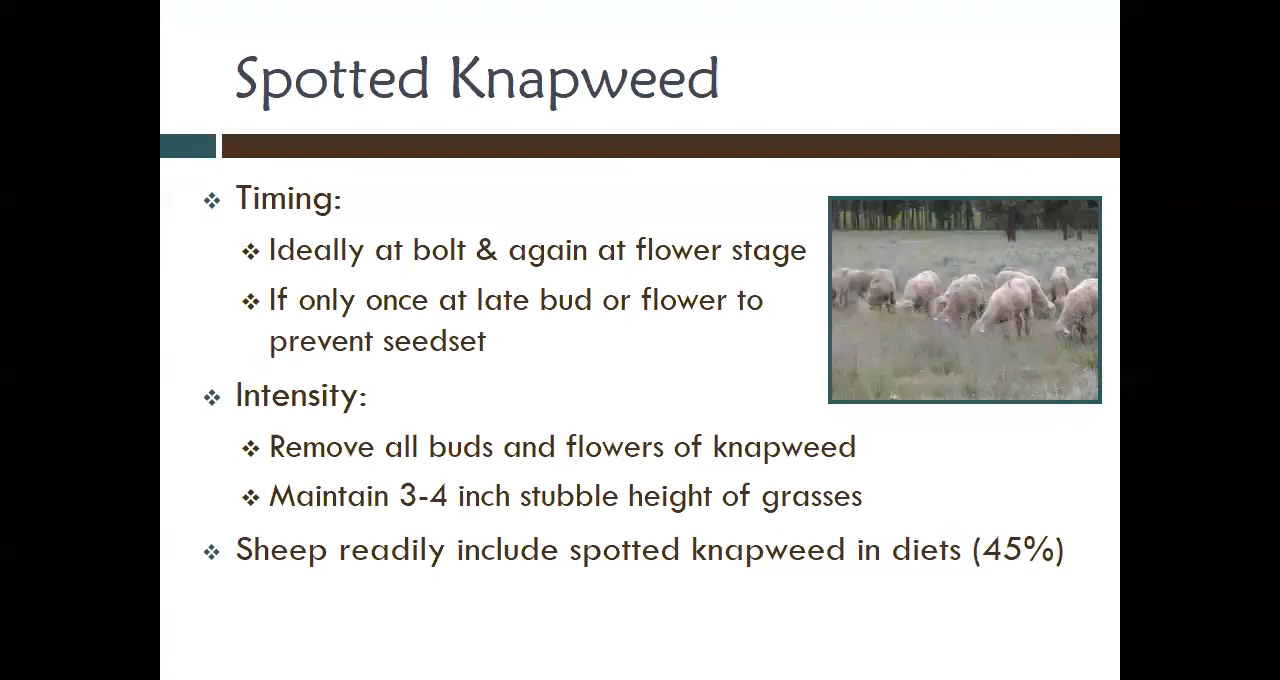 Spotted Knapweed
Timing:
Ideally at bolt & again at flower stage
If only once at late bud or flower to
prevent seedset
Intensity:
Remove all buds and flowers of knapweed
Maintain 3-4 inch stubble height of grasses
Sheep readily include spotted knapweed in diets (45%)